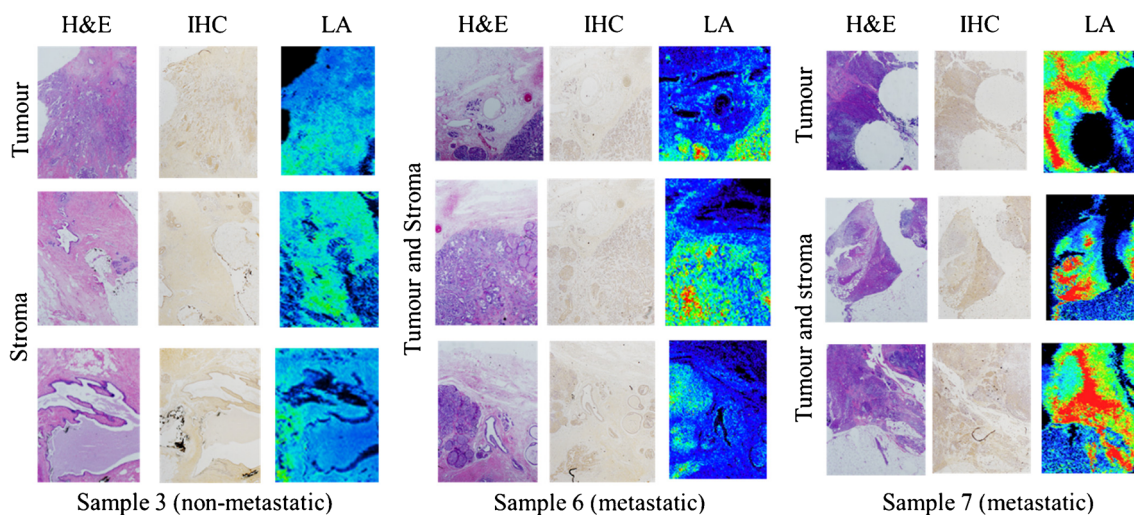 H&E IHC LA H&E IHC LA H&E IHC LA
Tumour
Stroma
Tumour and Stroma
Tumour
Tumour and stroma
Sample 3 (non-metastatic) Sample 6 (metastatic) Sample 7 (metastatic)